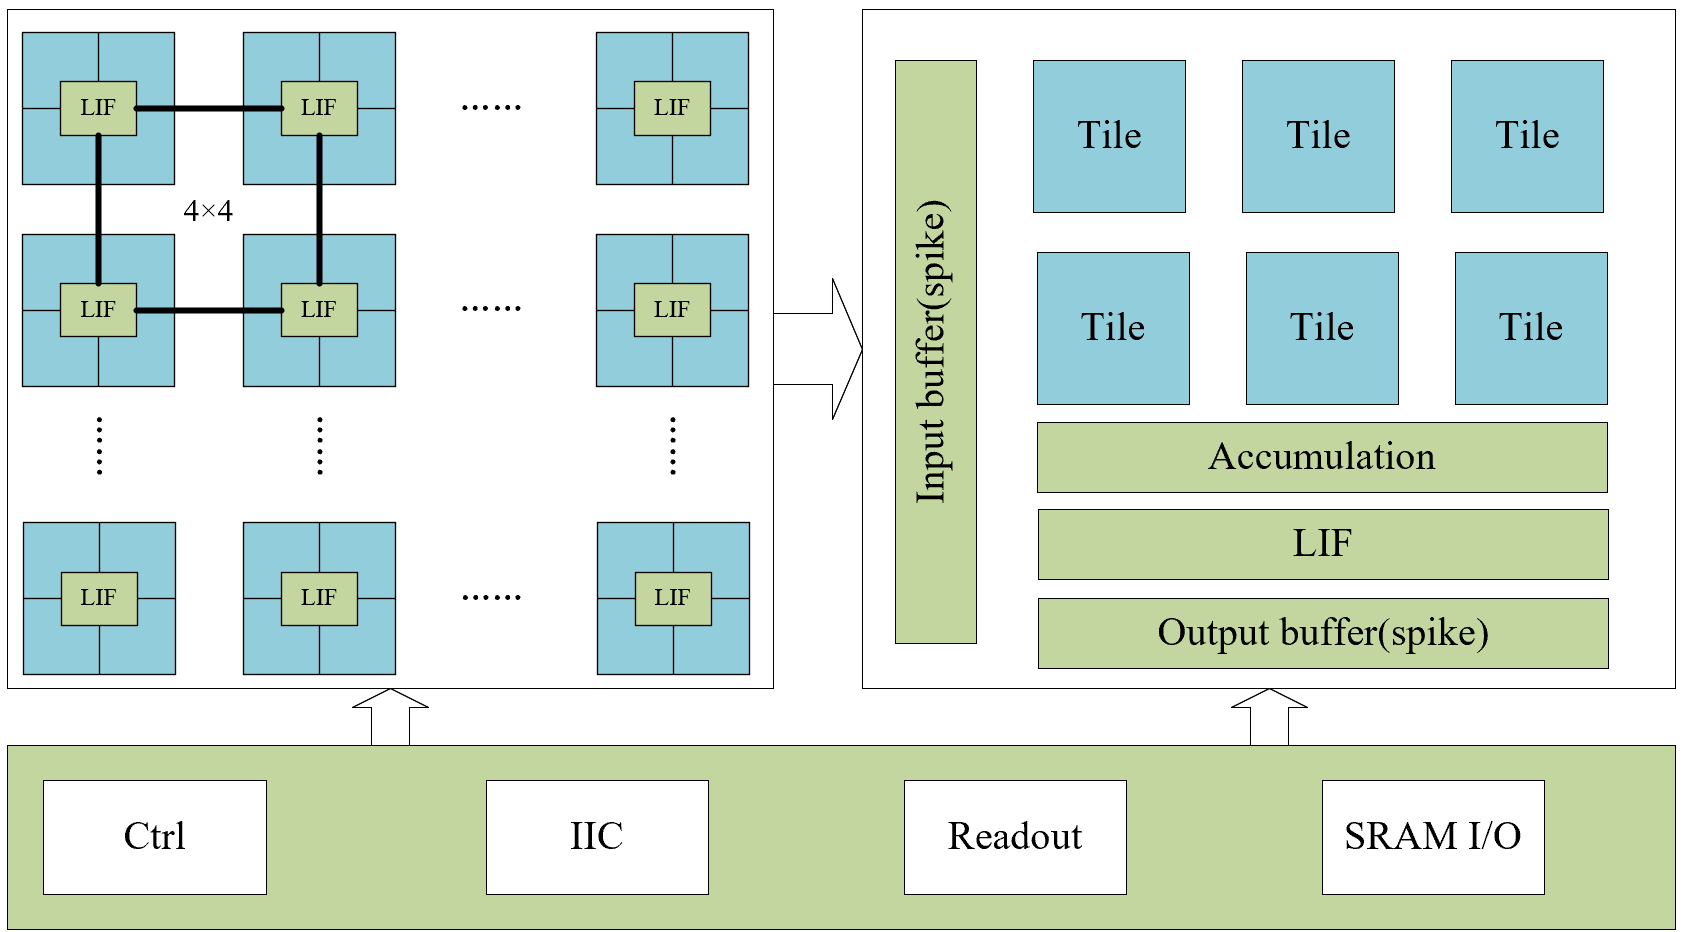 LIF
LIF
......
LIF
4×4
LIF
LIF
......
LIF
......
......
......
LIF
LIF
......
LIF
Input buffer(spike)
Tile
Tile
Tile
Tile
Tile
Tile
Accumulation
LIF
Output buffer(spike)
Ctrl
IIC
Readout
SRAM I/O